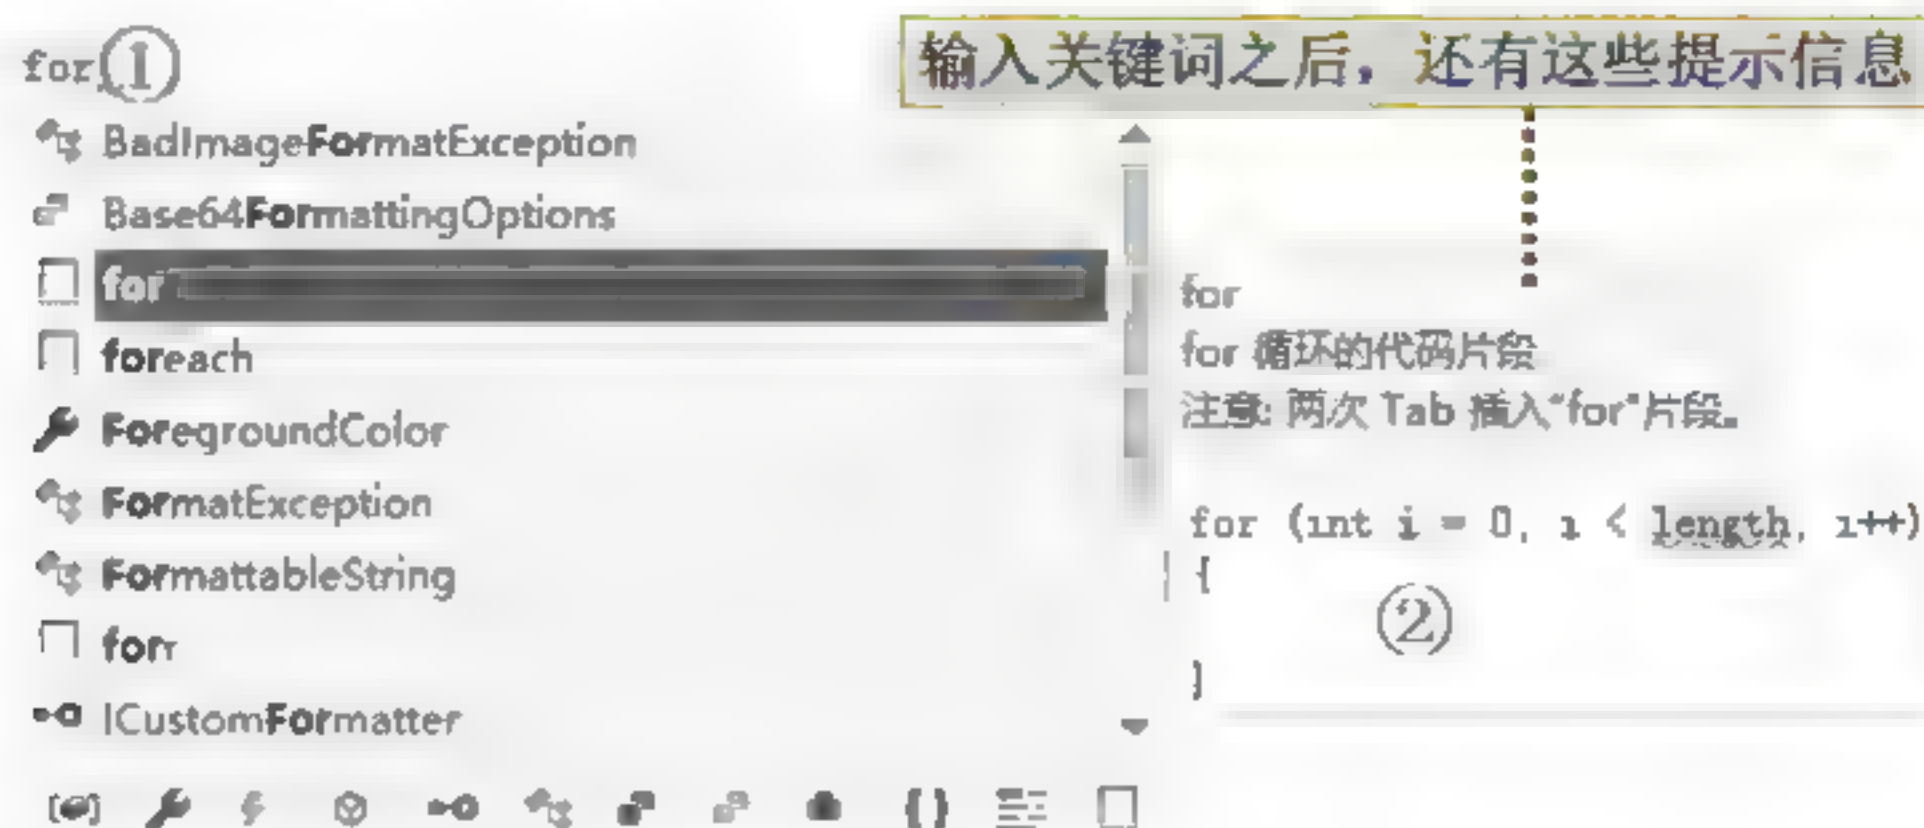 for ①
输入关键词之后，还有这些提示信息
BadImageFormatException
Base64FormattingOptions
for
foreach
ForegroundColor
FormatException
FormattableString
forr
ICustomFormatter
for
for 循环的代码片段
注意: 两次 Tab 插入"for"片段。
for (int i = 0, i < length, i++)
{
②
}